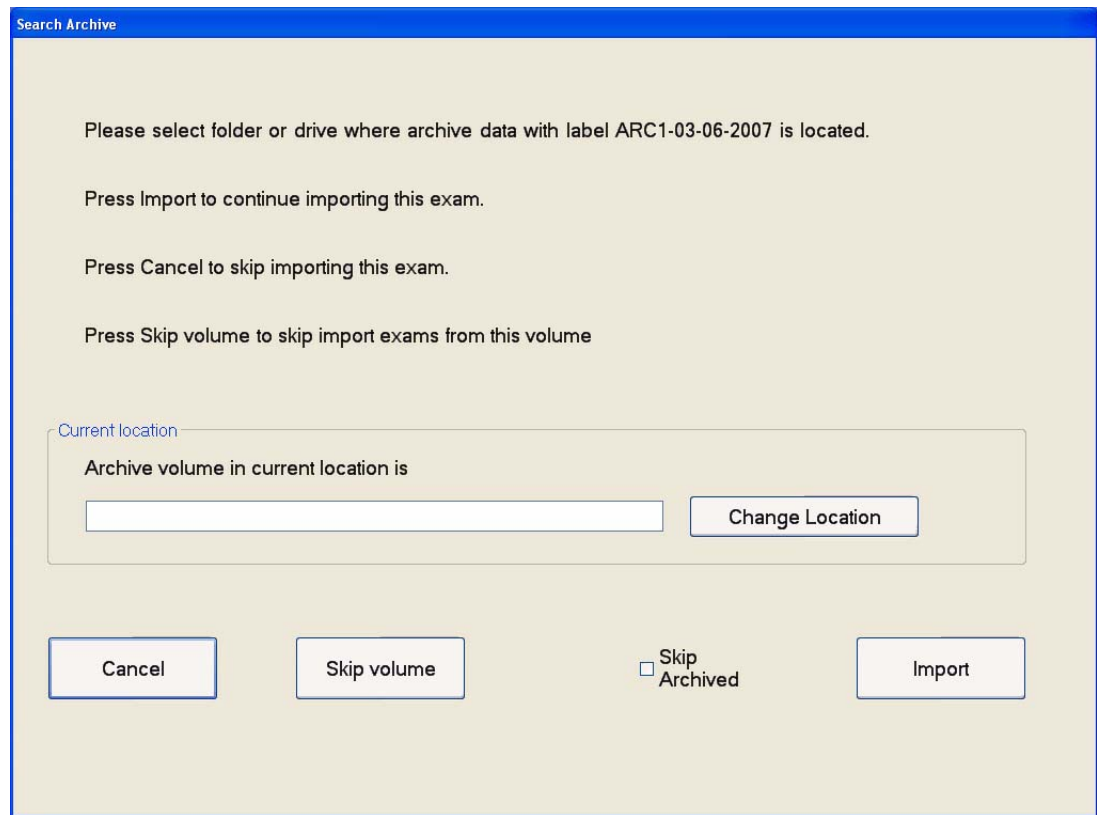 Search Archive
Please select folder or drive where archive data with label ARC1-03-06-2007 is located.
Press Import to continue importing this exam.
Press Cancel to skip importing this exam.
Press Skip volume to skip import exams from this volume
Current location
Archive volume in current location is
Change Location
Cancel
Skip volume
Skip
Archived
Import